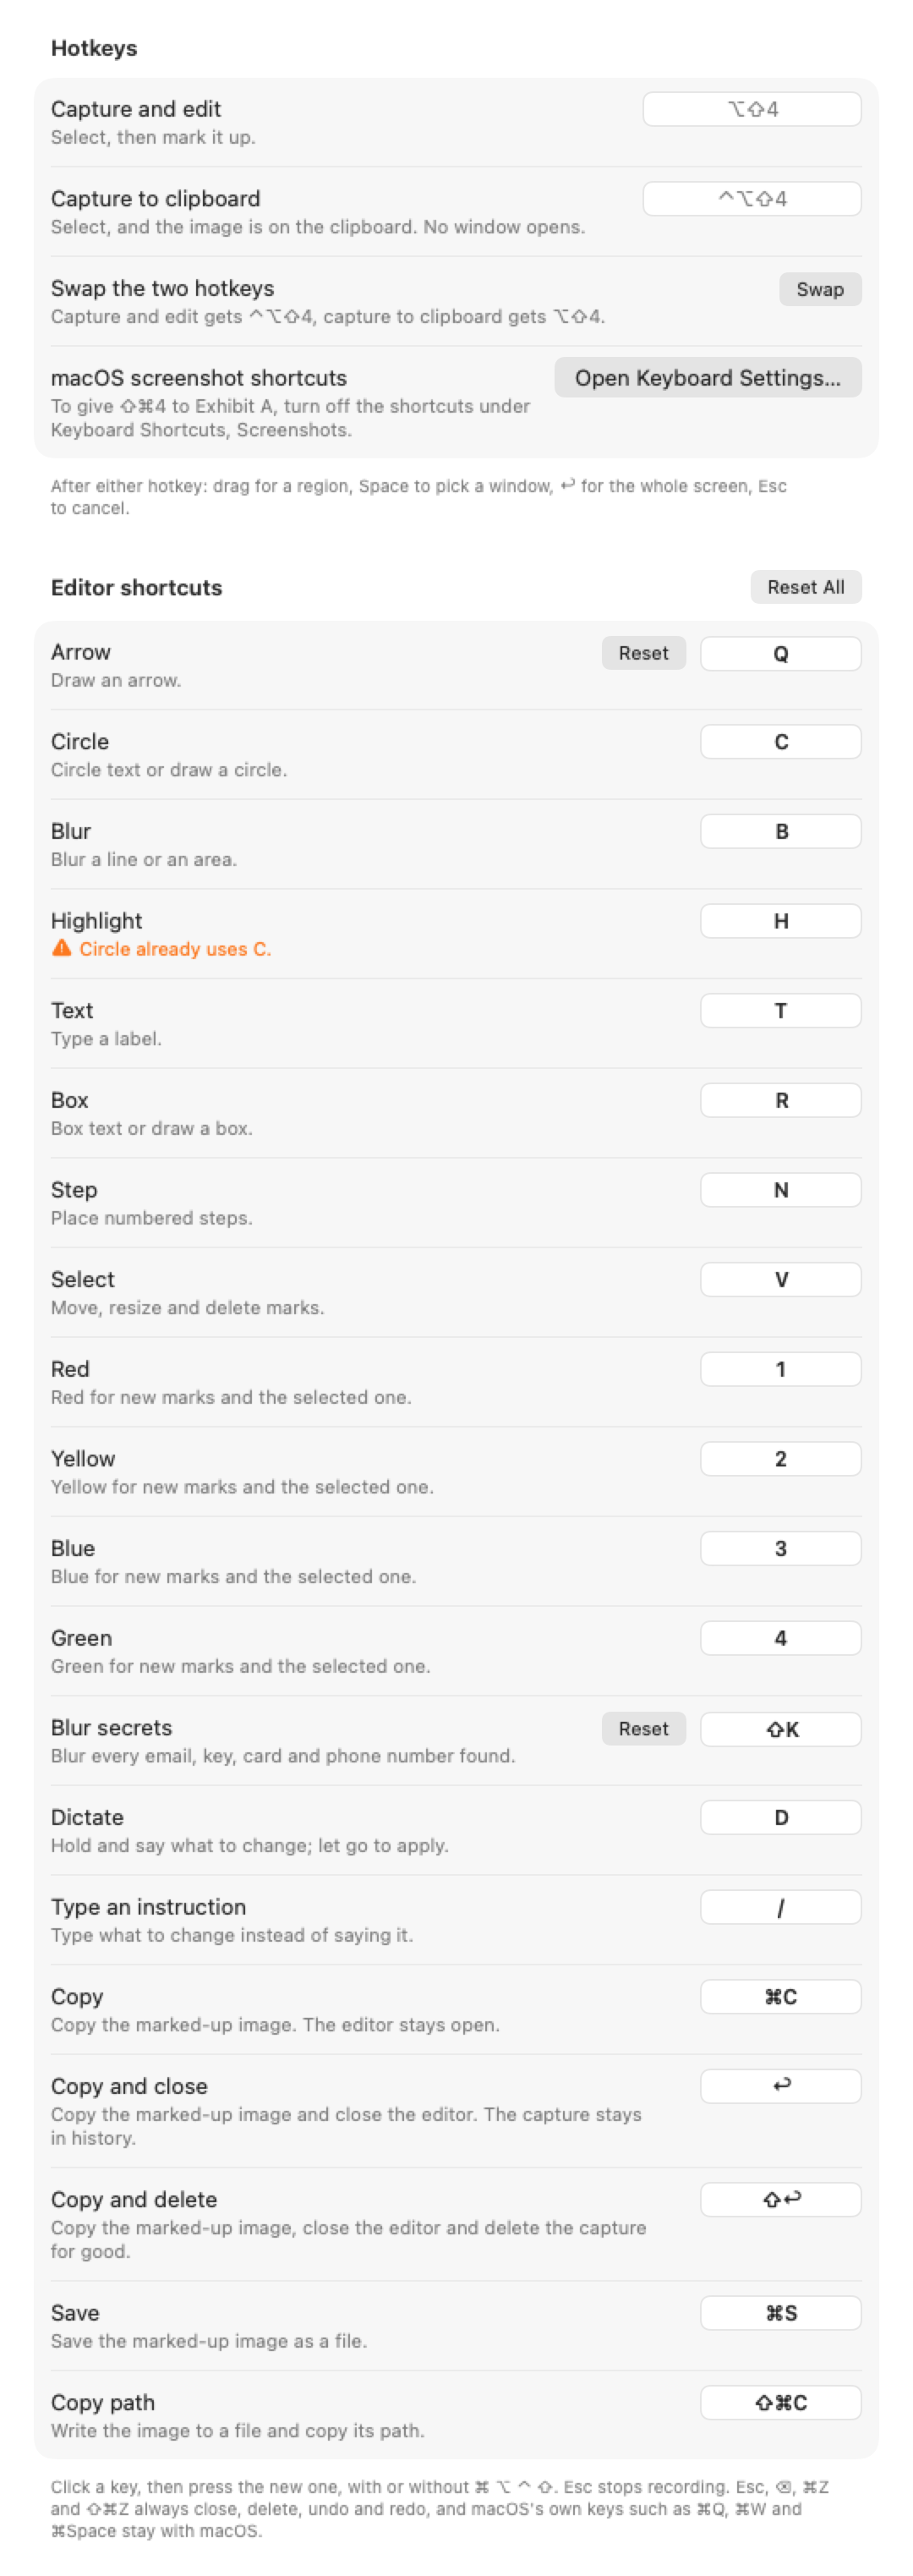 Hotkeys
Capture and edit
⌥⇧4
Select, then mark it up.
Capture to clipboard
^⌥⇧4
Select, and the image is on the clipboard. No window opens.
Swap the two hotkeys
Swap
Capture and edit gets ^⌥⇧4, capture to clipboard gets ⌥⇧4.
macOS screenshot shortcuts
Open Keyboard Settings...
To give ⇧⌘4 to Exhibit A, turn off the shortcuts under
Keyboard Shortcuts, Screenshots.
After either hotkey: drag for a region, Space to pick a window, ↩ for the whole screen, Esc
to cancel.
Editor shortcuts
Reset All
Arrow
Reset
Q
Draw an arrow.
Circle
C
Circle text or draw a circle.
Blur
B
Blur a line or an area.
Highlight
H
Circle already uses C.
Text
T
Type a label.
Box
R
Box text or draw a box.
Step
N
Place numbered steps.
Select
V
Move, resize and delete marks.
Red
1
Red for new marks and the selected one.
Yellow
2
Yellow for new marks and the selected one.
Blue
3
Blue for new marks and the selected one.
Green
4
Green for new marks and the selected one.
Blur secrets
Reset
⇧K
Blur every email, key, card and phone number found.
Dictate
D
Hold and say what to change; let go to apply.
Type an instruction
/
Type what to change instead of saying it.
Copy
⌘C
Copy the marked-up image. The editor stays open.
Copy and close
↩
Copy the marked-up image and close the editor. The capture stays
in history.
Copy and delete
⇧↩
Copy the marked-up image, close the editor and delete the capture
for good.
Save
⌘S
Save the marked-up image as a file.
Copy path
⇧⌘C
Write the image to a file and copy its path.
Click a key, then press the new one, with or without ⌘ ⌥ ^ ⇧. Esc stops recording. Esc, ⌫, ⌘Z
and ⇧⌘Z always close, delete, undo and redo, and macOS's own keys such as ⌘Q, ⌘W and
⌘Space stay with macOS.